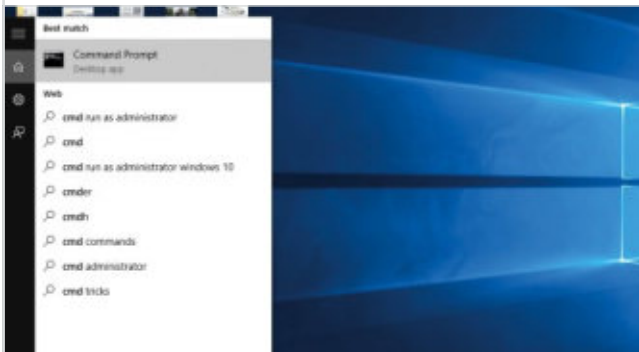 Best match
Command Prompt
Desktop app
Web
cmd run as administrator
cmd
cmd run as administrator windows 10
cmder
cmdh
cmd commands
cmd administrator
cmd tricks